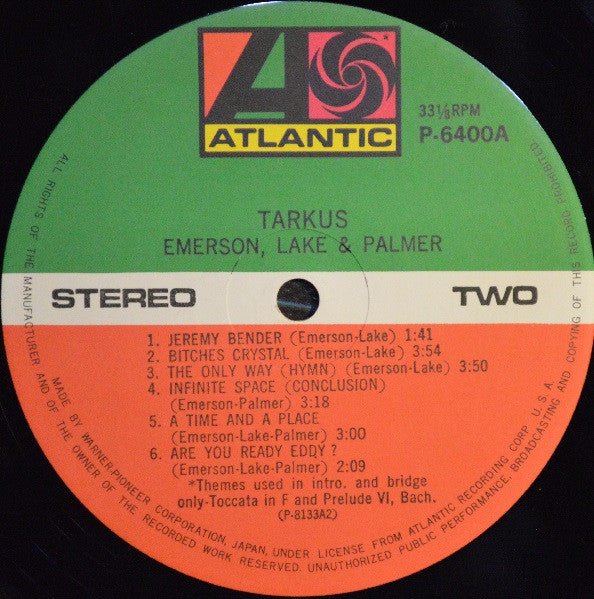 ATLANTIC
33⅓RPM
P-6400A
TARKUS
EMERSON, LAKE & PALMER
STEREO
TWO
1. JEREMY BENDER (Emerson-Lake) 1:41
2. BITCHES CRYSTAL (Emerson-Lake) 3:54
3. THE ONLY WAY (HYMN) (Emerson-Lake) 3:50
4. INFINITE SPACE (CONCLUSION)
(Emerson-Palmer) 3:18
5. A TIME AND A PLACE
(Emerson-Lake-Palmer) 3:00
6. ARE YOU READY EDDY?
(Emerson-Lake-Palmer) 2:09
*Themes used in intro. and bridge
only-Toccata in F and Prelude VI, Bach.
(P-8133A2)
MADE BY WARNER-PIONEER CORPORATION, JAPAN, UNDER LICENSE FROM ATLANTIC RECORDING CORP. U.S.A.
ALL RIGHTS OF THE MANUFACTURER AND OF THE OWNER OF THE RECORDED WORK RESERVED. UNAUTHORIZED PUBLIC PERFORMANCE, BROADCASTING AND COPYING OF THIS RECORD PROHIBITED